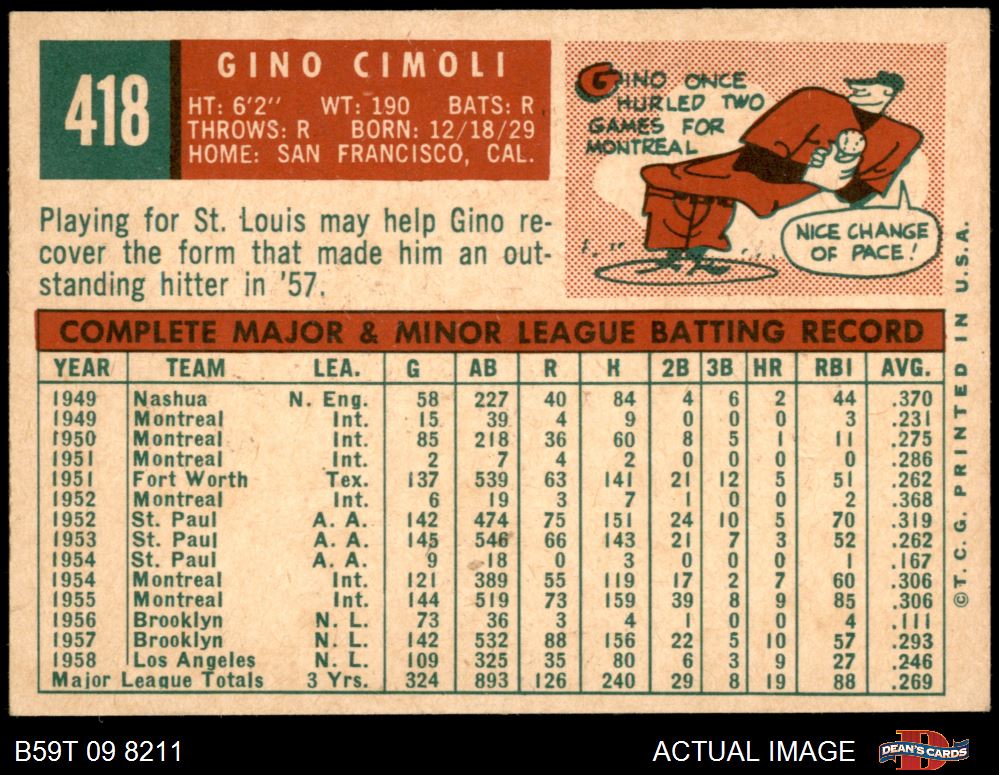 418
GINO CIMOLI
HT: 6'2" WT: 190 BATS: R
THROWS: R BORN: 12/18/29
HOME: SAN FRANCISCO, CAL.
GINO ONCE
HURLED TWO
GAMES FOR
MONTREAL
NICE CHANGE
OF PACE!
Playing for St. Louis may help Gino re-
cover the form that made him an out-
standing hitter in '57.
COMPLETE MAJOR & MINOR LEAGUE BATTING RECORD
YEAR TEAM LEA. G AB R H 2B 3B HR RBI AVG.
1949 Nashua N. Eng. 58 227 40 84 4 6 2 44 .370
1949 Montreal Int. 15 39 4 9 0 0 0 3 .231
1950 Montreal Int. 85 218 36 60 8 5 1 11 .275
1951 Montreal Int. 2 7 4 2 0 0 0 0 .286
1951 Fort Worth Tex. 137 539 63 141 21 12 5 51 .262
1952 Montreal Int. 6 19 3 7 1 0 0 2 .368
1952 St. Paul A. A. 142 474 75 151 24 10 5 70 .319
1953 St. Paul A. A. 145 546 66 143 21 7 3 52 .262
1954 St. Paul A. A. 9 18 0 3 0 0 0 1 .167
1954 Montreal Int. 121 389 55 119 17 2 7 60 .306
1955 Montreal Int. 144 519 73 159 39 8 9 85 .306
1956 Brooklyn N. L. 73 36 3 4 1 0 0 4 .111
1957 Brooklyn N. L. 142 532 88 156 22 5 10 57 .293
1958 Los Angeles N. L. 109 325 35 80 6 3 9 27 .246
Major League Totals 3 Yrs. 324 893 126 240 29 8 19 88 .269
©T. C. G. PRINTED IN U.S.A.
B59T 09 8211
ACTUAL IMAGE
DEAN'S CARDS